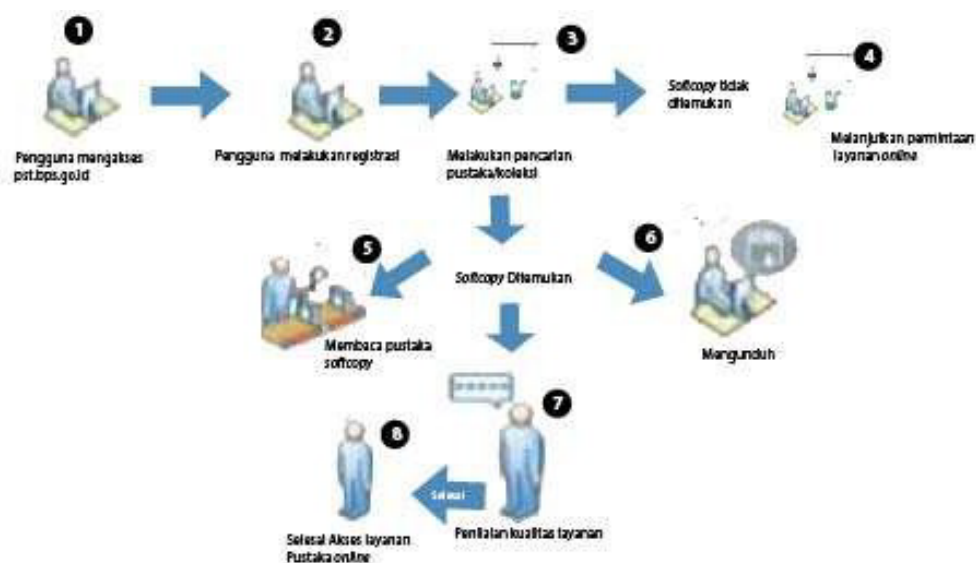 1
2
3
4
Pengguna mengakses
pst.bps.go.id
Pengguna melakukan registrasi
Melakukan pencarian
pustaka/koleksi
Softcopy tidak
ditemukan
Melanjutkan permintaan
layanan online
5
6
Softcopy Ditemukan
Membaca pustaka
softcopy
Mengunduh
7
8
Selesai
Penilaian kualitas layanan
Selesai Akses layanan
Pustaka online